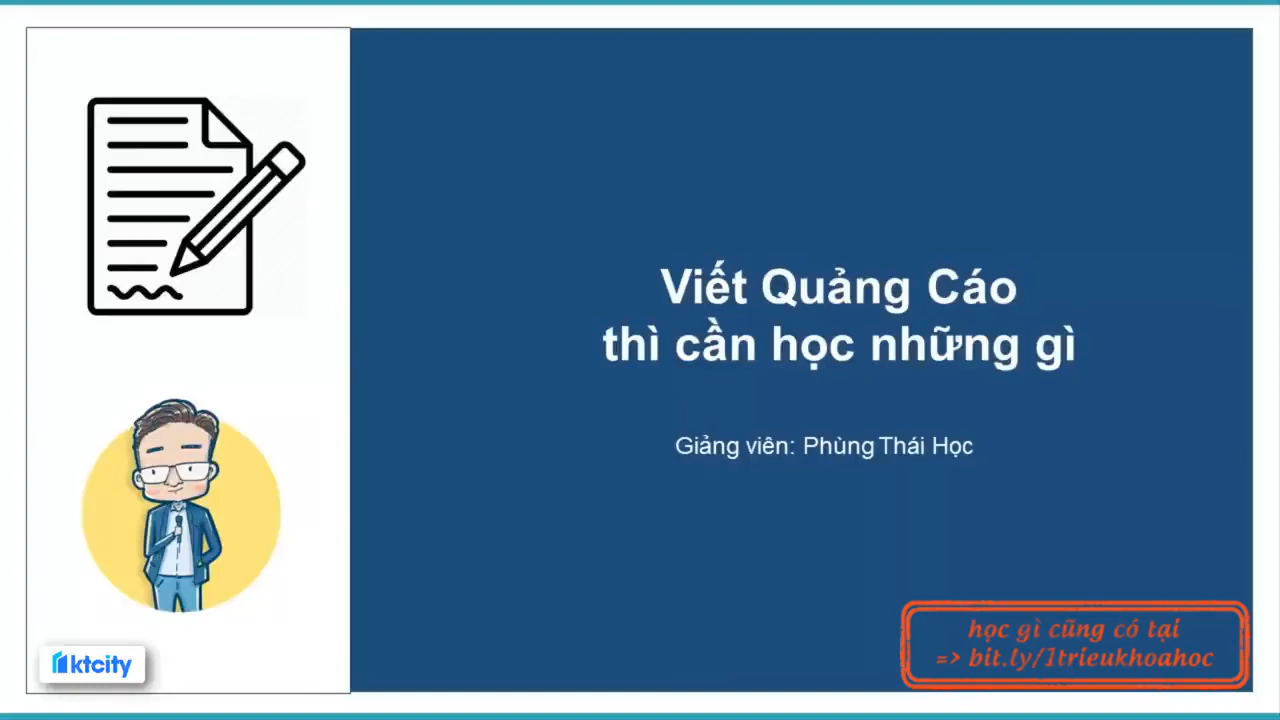 Viết Quảng Cáo
thì cần học những gì
Giảng viên: Phùng Thái Học
ktcity
học gì cũng có tại
=> bit.ly/1trieukhoahoc